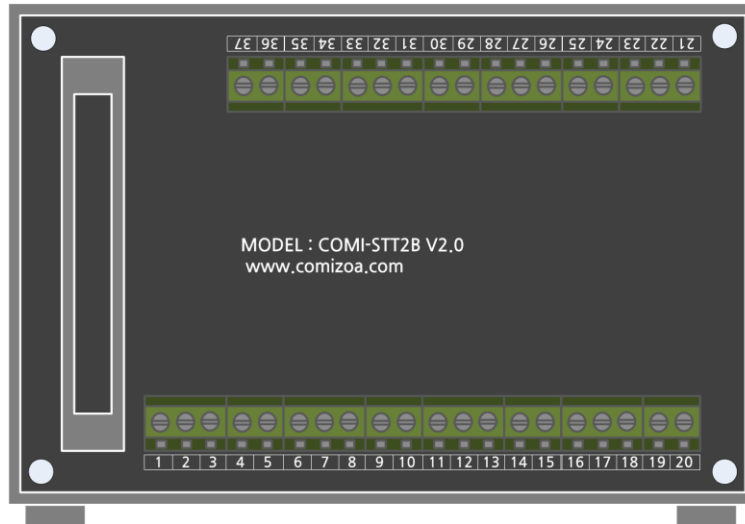 37 36 35 34 33 32 31 30 29 28 27 26 25 24 23 22 21
MODEL : COMI-STT2B V2.0
www.comizoa.com
1 2 3 4 5 6 7 8 9 10 11 12 13 14 15 16 17 18 19 20